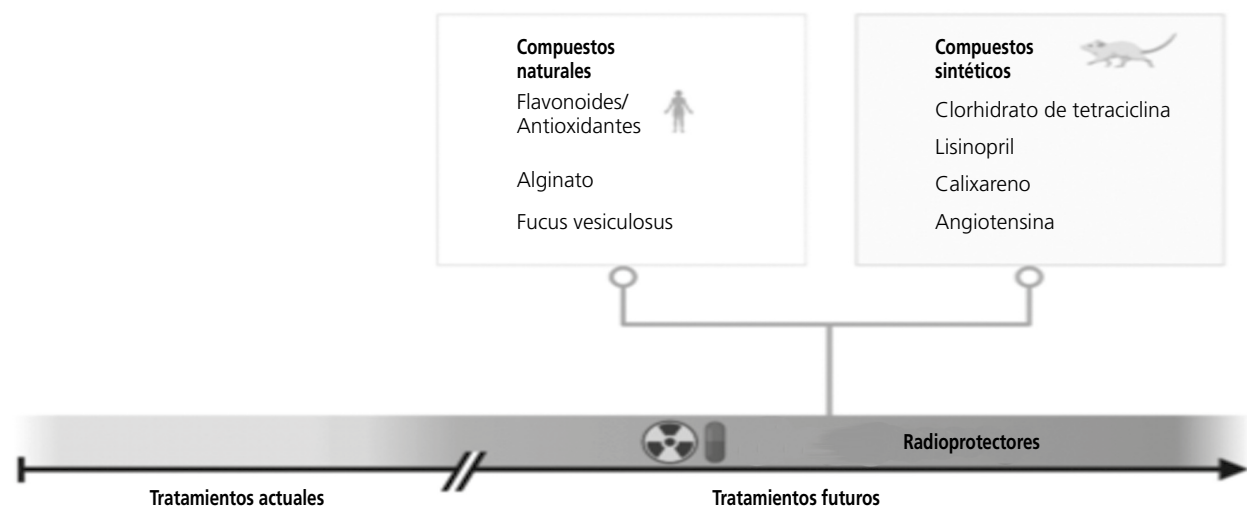 Compuestos
naturales
Flavonoides/
Antioxidantes
Alginato
Fucus vesiculosus
Compuestos
sintéticos
Clorhidrato de tetraciclina
Lisinopril
Calixareno
Angiotensina
Radioprotectores
Tratamientos actuales
Tratamientos futuros